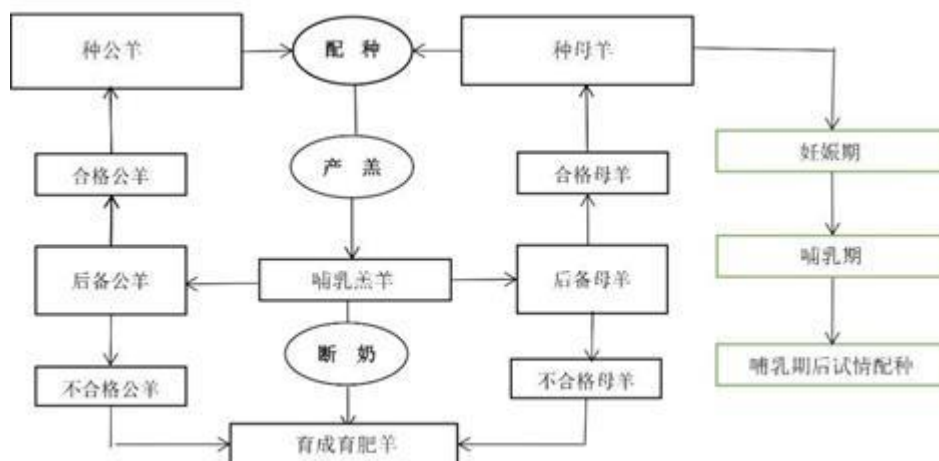 种公羊
配 种
种母羊
妊娠期
产 羔
合格公羊
合格母羊
哺乳期
后备公羊
哺乳羔羊
后备母羊
断 奶
哺乳期后试情配种
不合格公羊
不合格母羊
育成育肥羊